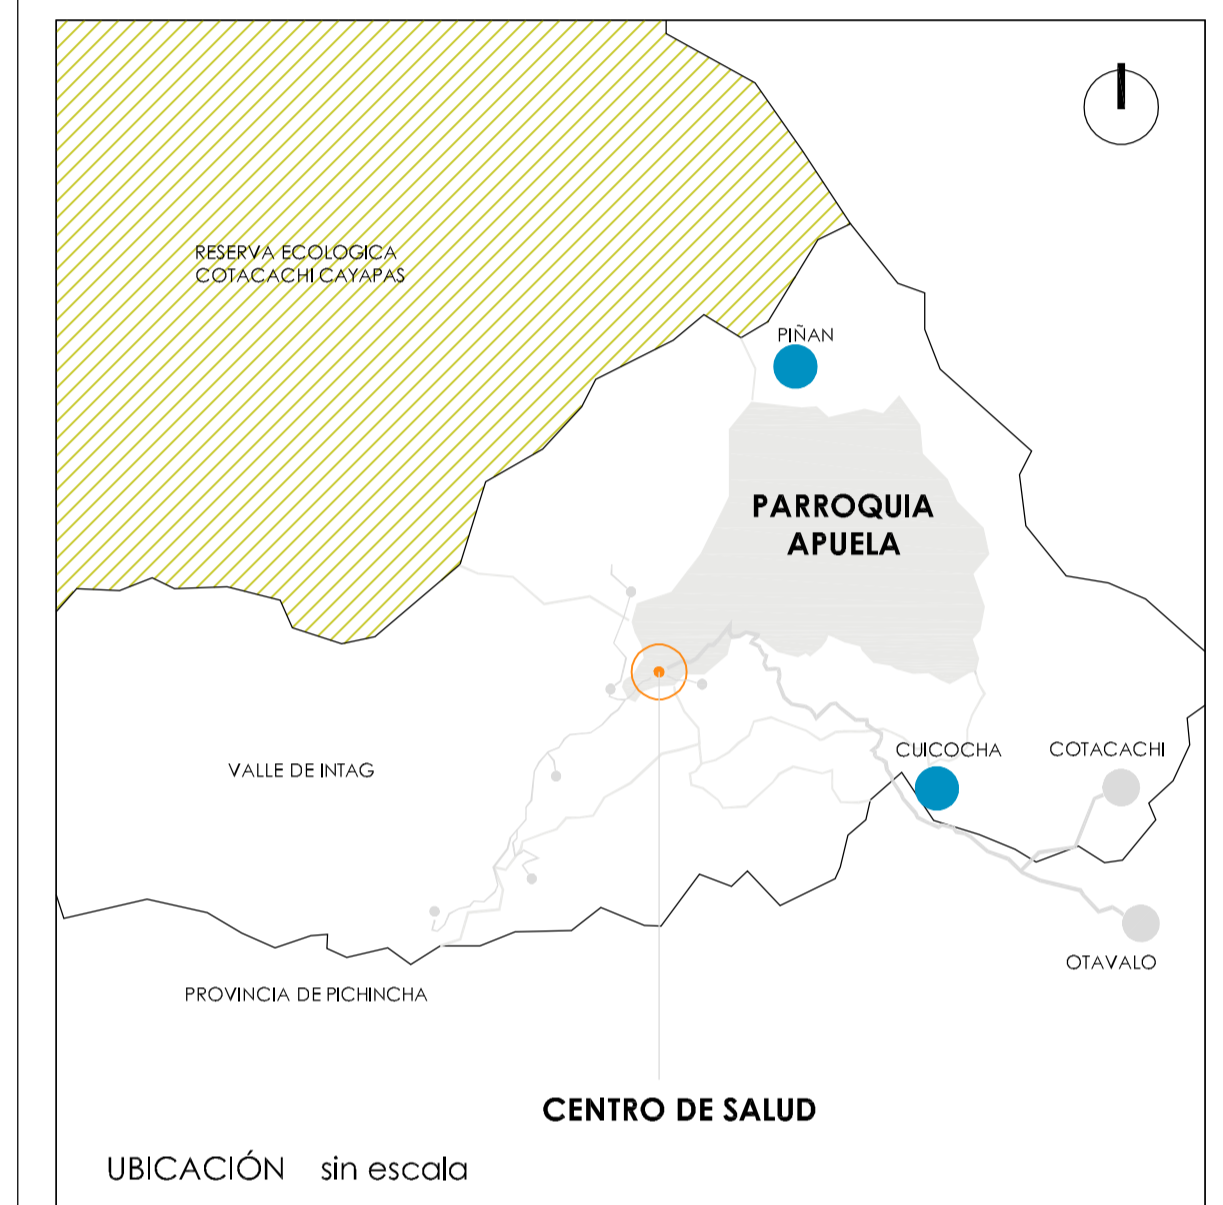 RESERVA ECOLOGICA
COTACACHI CAYAPAS
PIÑAN
PARROQUIA
APUELA
CUICOCHA
COTACACHI
VALLE DE INTAG
OTAVALO
PROVINCIA DE PICHINCHA
CENTRO DE SALUD
UBICACIÓN sin escala